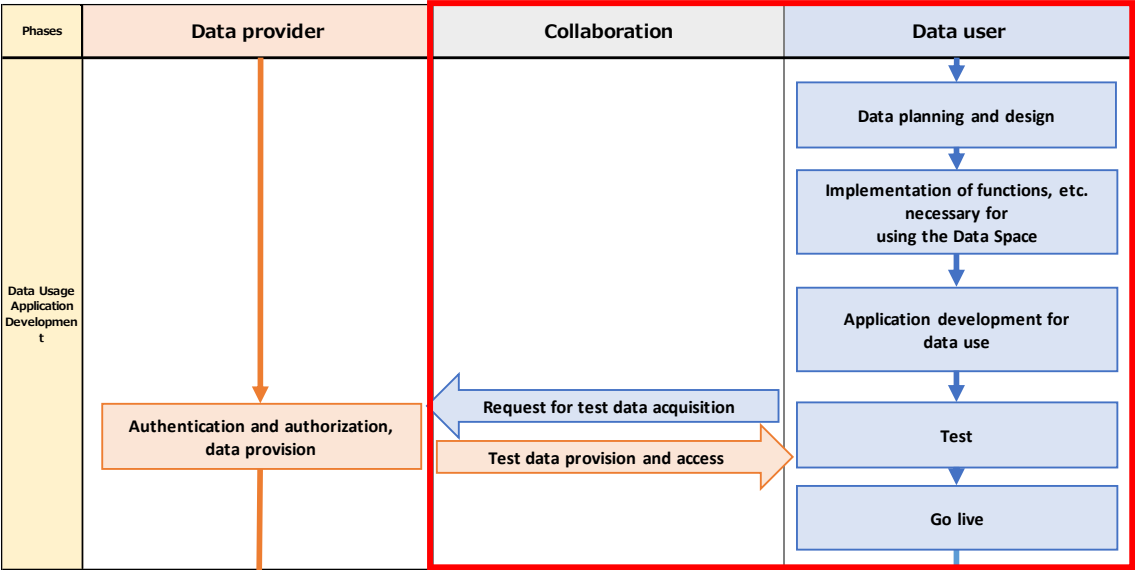 Phases
Data provider
Collaboration
Data user
Data Usage
Application
Developmen
t
Data planning and design
Implementation of functions, etc.
necessary for
using the Data Space
Application development for
data use
Request for test data acquisition
Authentication and authorization,
data provision
Test data provision and access
Test
Go live